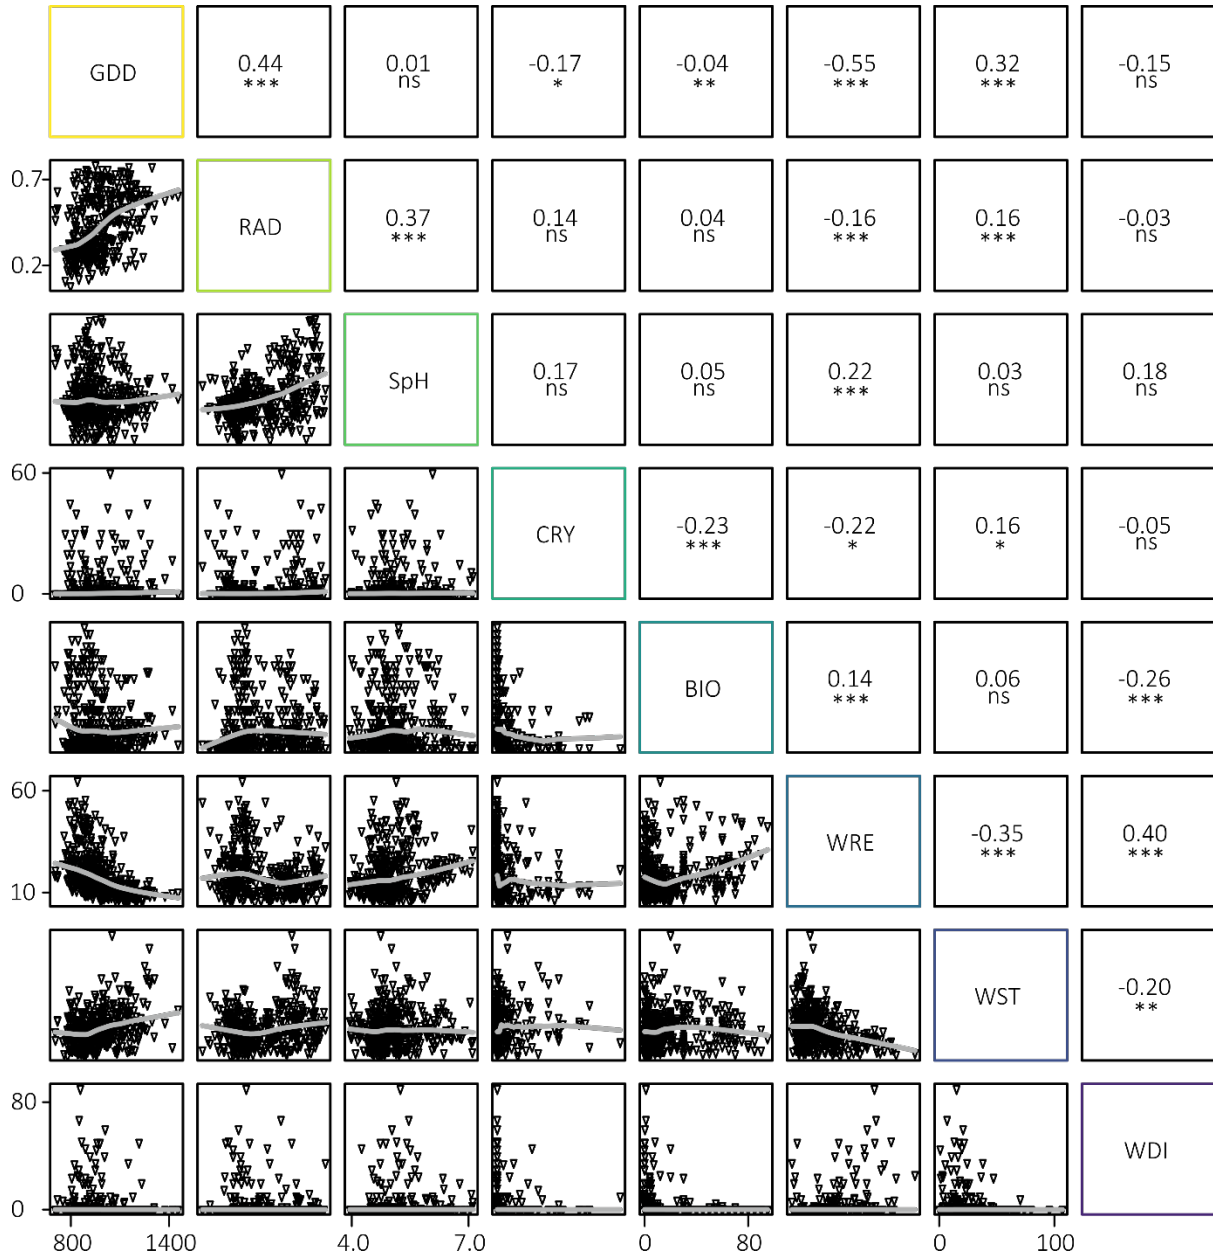 GDD 0.44 0.01 -0.17 -0.04 -0.55 0.32 -0.15
*** ns * ** *** *** ns
0.7
RAD 0.37 0.14 0.04 -0.16 0.16 -0.03
*** ns ns *** *** ns
0.2
SpH 0.17 0.05 0.22 0.03 0.18
ns ns *** ns ns
60
CRY -0.23 -0.22 0.16 -0.05
*** * * ns
0
BIO 0.14 0.06 -0.26
*** ns ***
60
WRE -0.35 0.40
*** ***
10
WST -0.20
**
80
WDI
0
800 1400 4.0 7.0 0 80 0 100